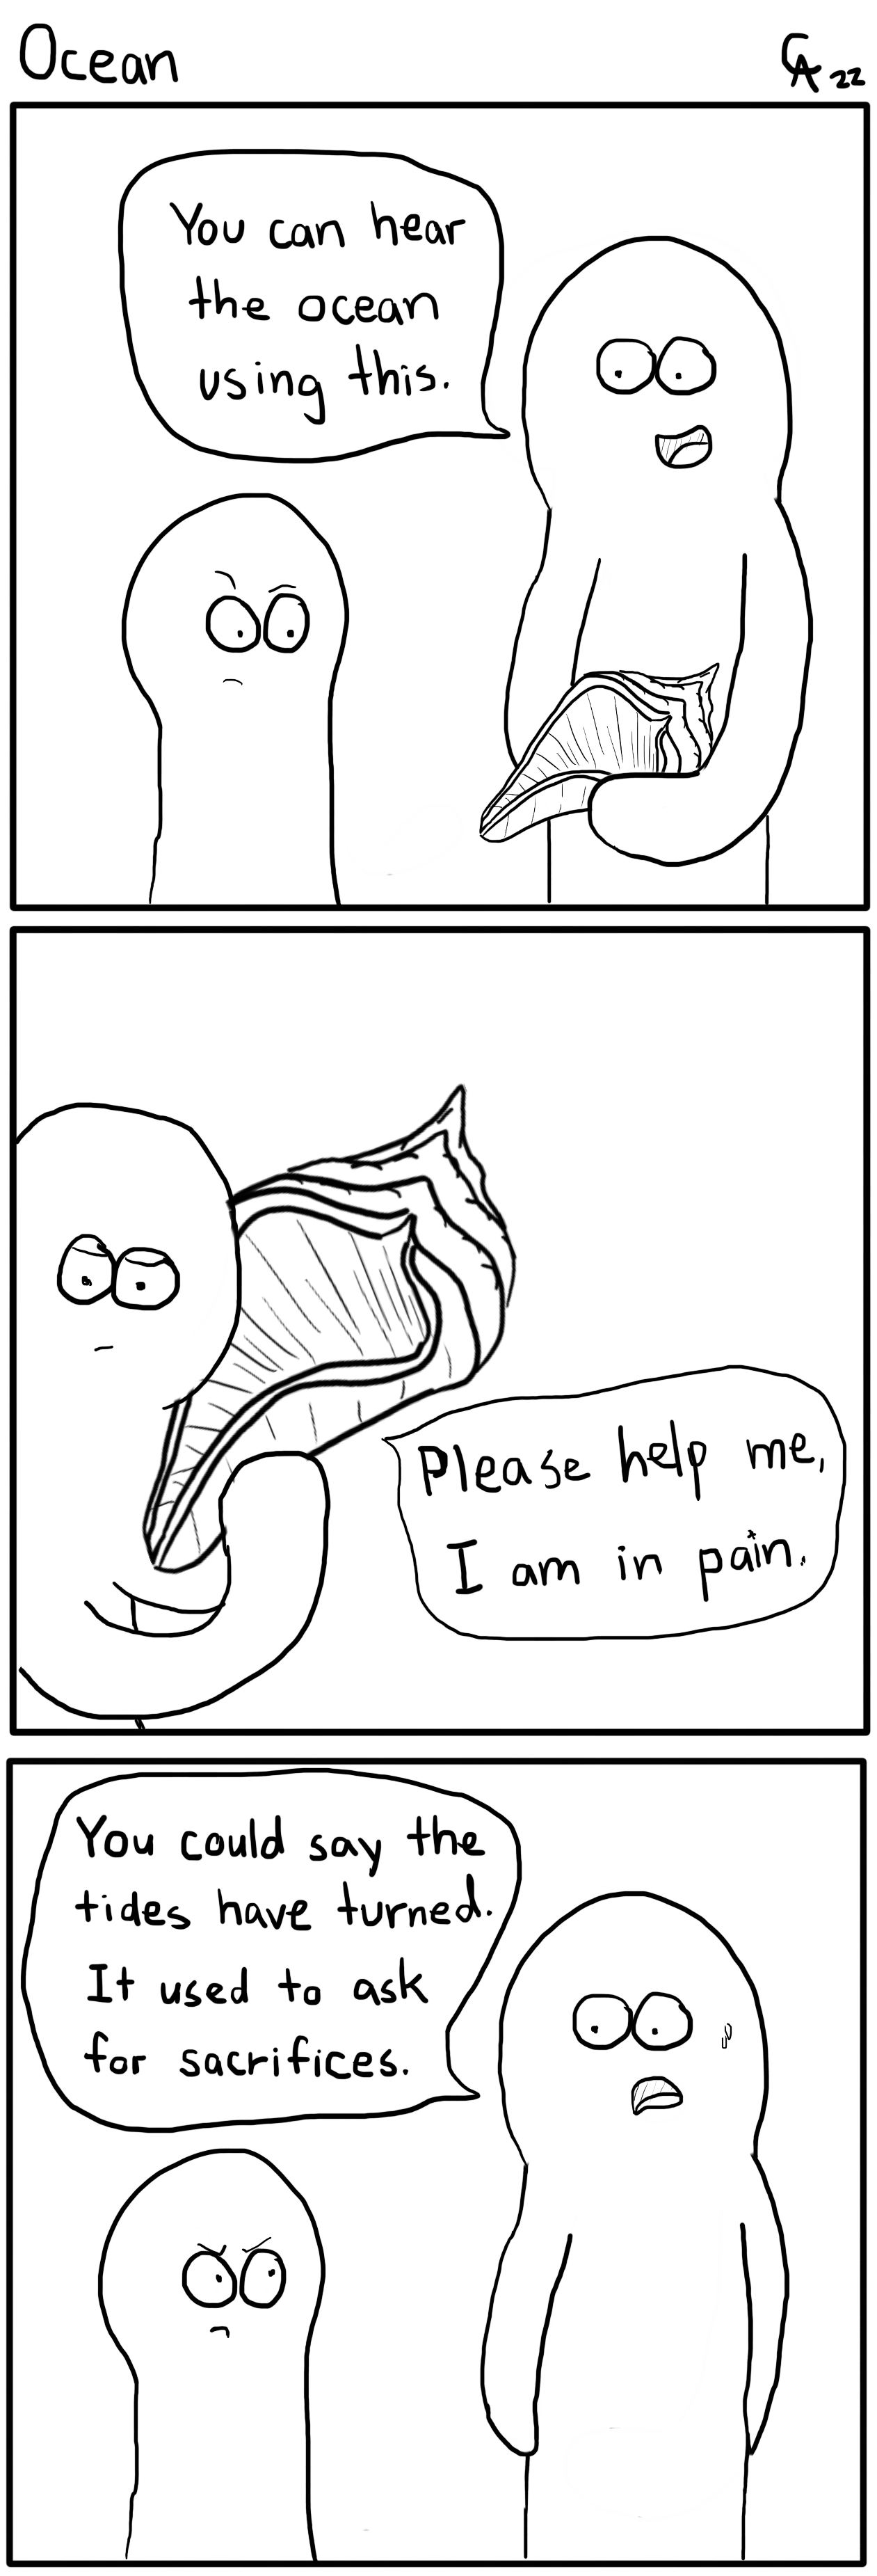 Ocean
CA 22
You can hear
the ocean
using this.
Please help me,
I am in pain.
You could say the
tides have turned.
It used to ask
for sacrifices.